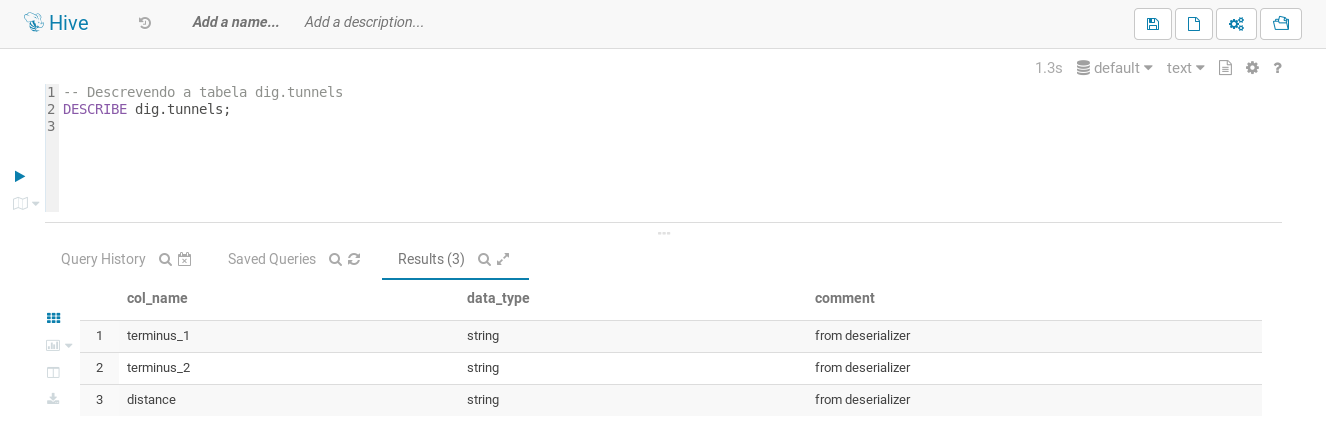 Hive Add a name... Add a description...
1.3s default text ?
1 -- Descrevendo a tabela dig.tunnels
2 DESCRIBE dig.tunnels;
3
Query History Saved Queries Results (3)
col_name data_type comment
1 terminus_1 string from deserializer
2 terminus_2 string from deserializer
3 distance string from deserializer